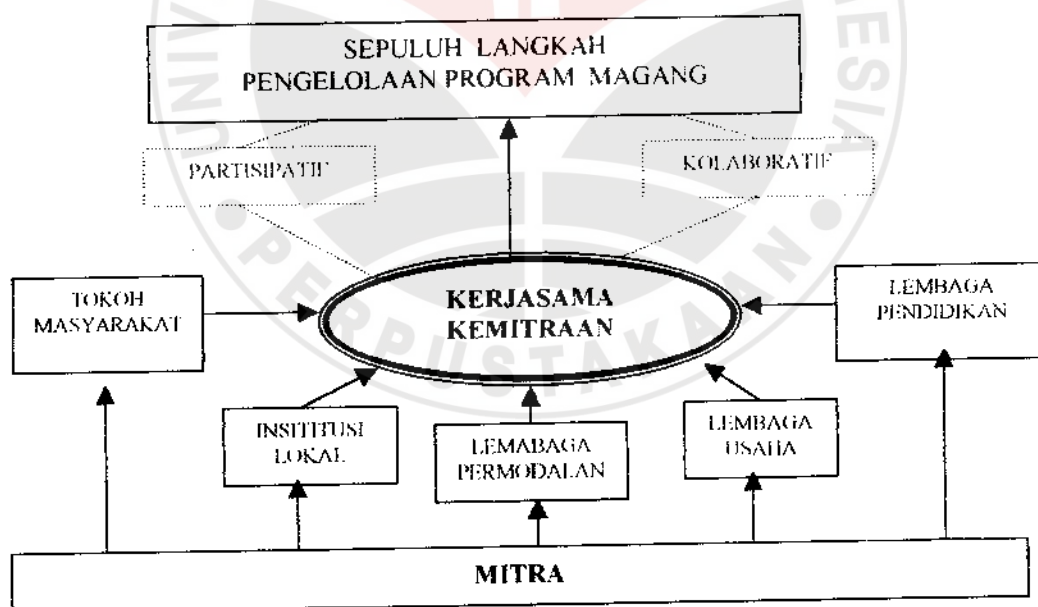 SEPULUH LANGKAH
PENGELOLAAN PROGRAM MAGANG
PARTISIPATIF
KOLABORATIF
TOKOH
MASYARAKAT
KERJASAMA
KEMITRAAN
LEMBAGA
PENDIDIKAN
INSITITUSI
LOKAL
LEMABAGA
PERMODALAN
LEMBAGA
USAHA
MITRA
PERPUSTAKAAN